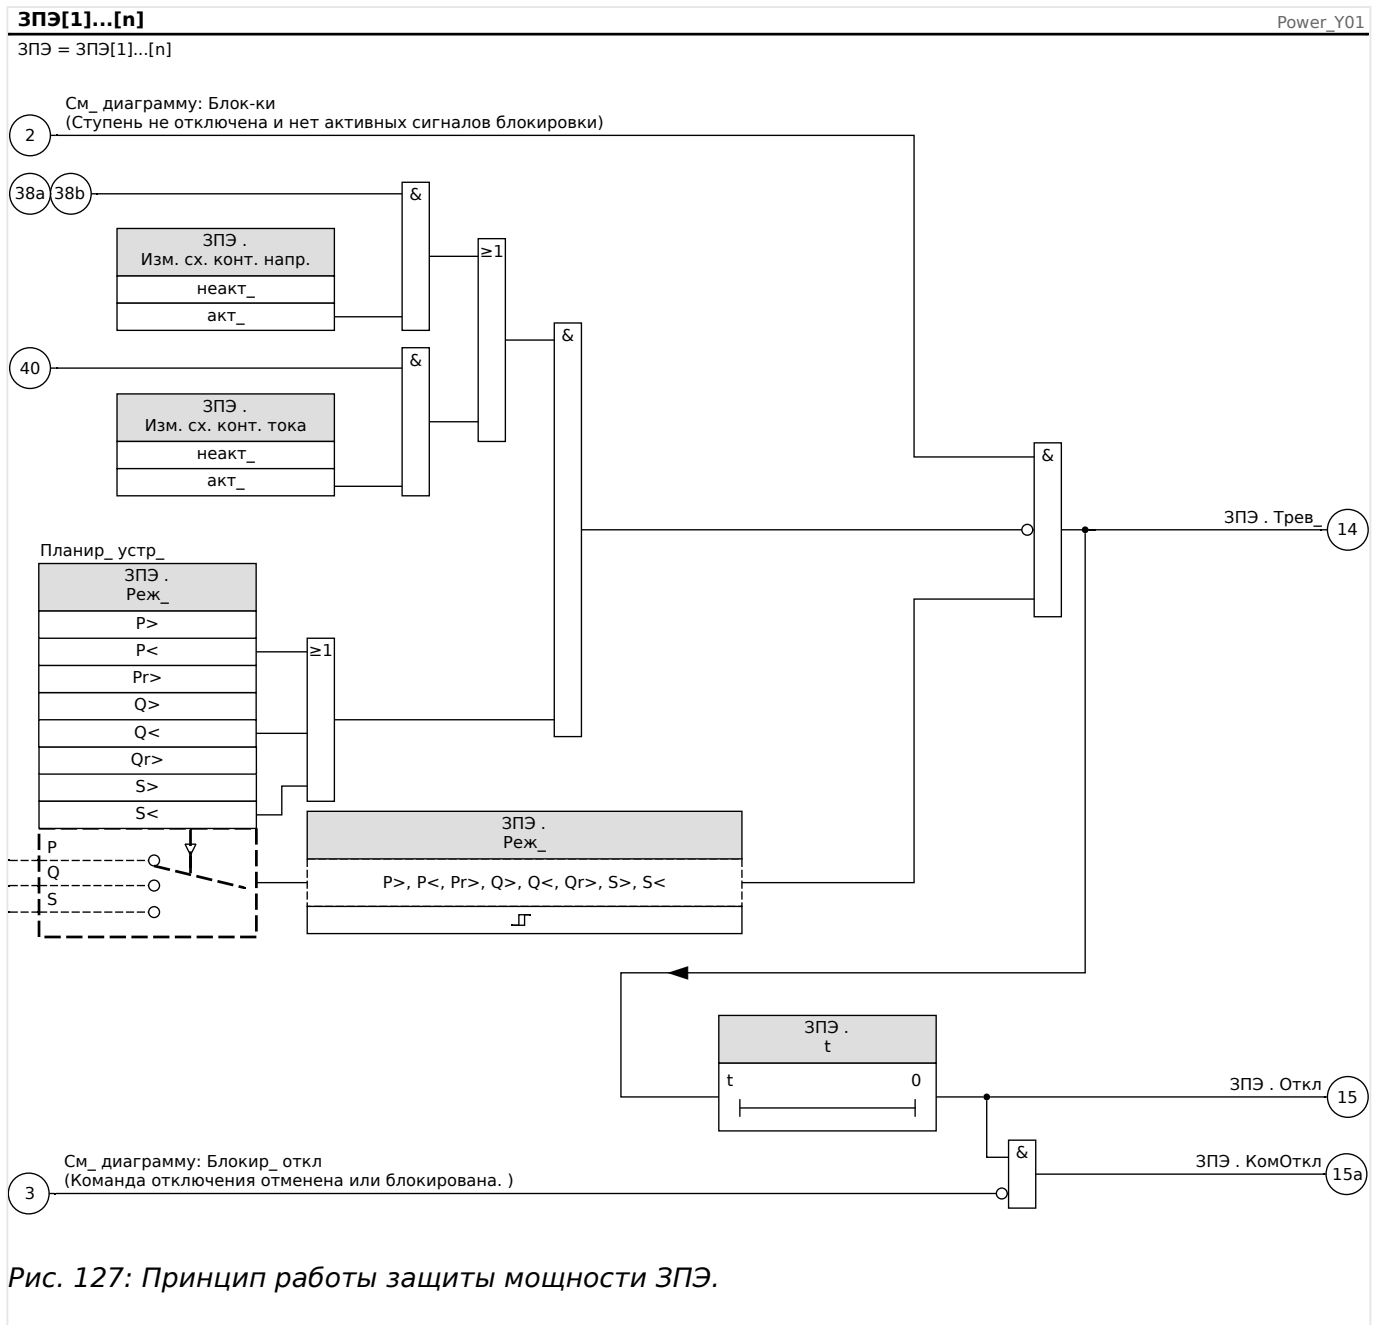 ЗПЭ[1]...[n]
Power_Y01
ЗПЭ = ЗПЭ[1]...[n]
См_ диаграмму: Блок-ки
(Ступень не отключена и нет активных сигналов блокировки)
2
38a 38b
&
ЗПЭ .
Изм. сх. конт. напр.
неакт_
акт_
≥1
&
40
&
ЗПЭ .
Изм. сх. конт. тока
неакт_
акт_
&
ЗПЭ . Трев_
14
Планир_ устр_
ЗПЭ .
Реж_
P>
P<
Pr>
Q>
Q<
Qr>
S>
S<
≥1
P
Q
S
ЗПЭ .
Реж_
P>, P<, Pr>, Q>, Q<, Qr>, S>, S<
ЗПЭ .
t
t 0
ЗПЭ . Откл
15
&
ЗПЭ . КомОткл
15a
См_ диаграмму: Блокир_ откл
(Команда отключения отменена или блокирована. )
3
Рис. 127: Принцип работы защиты мощности ЗПЭ.